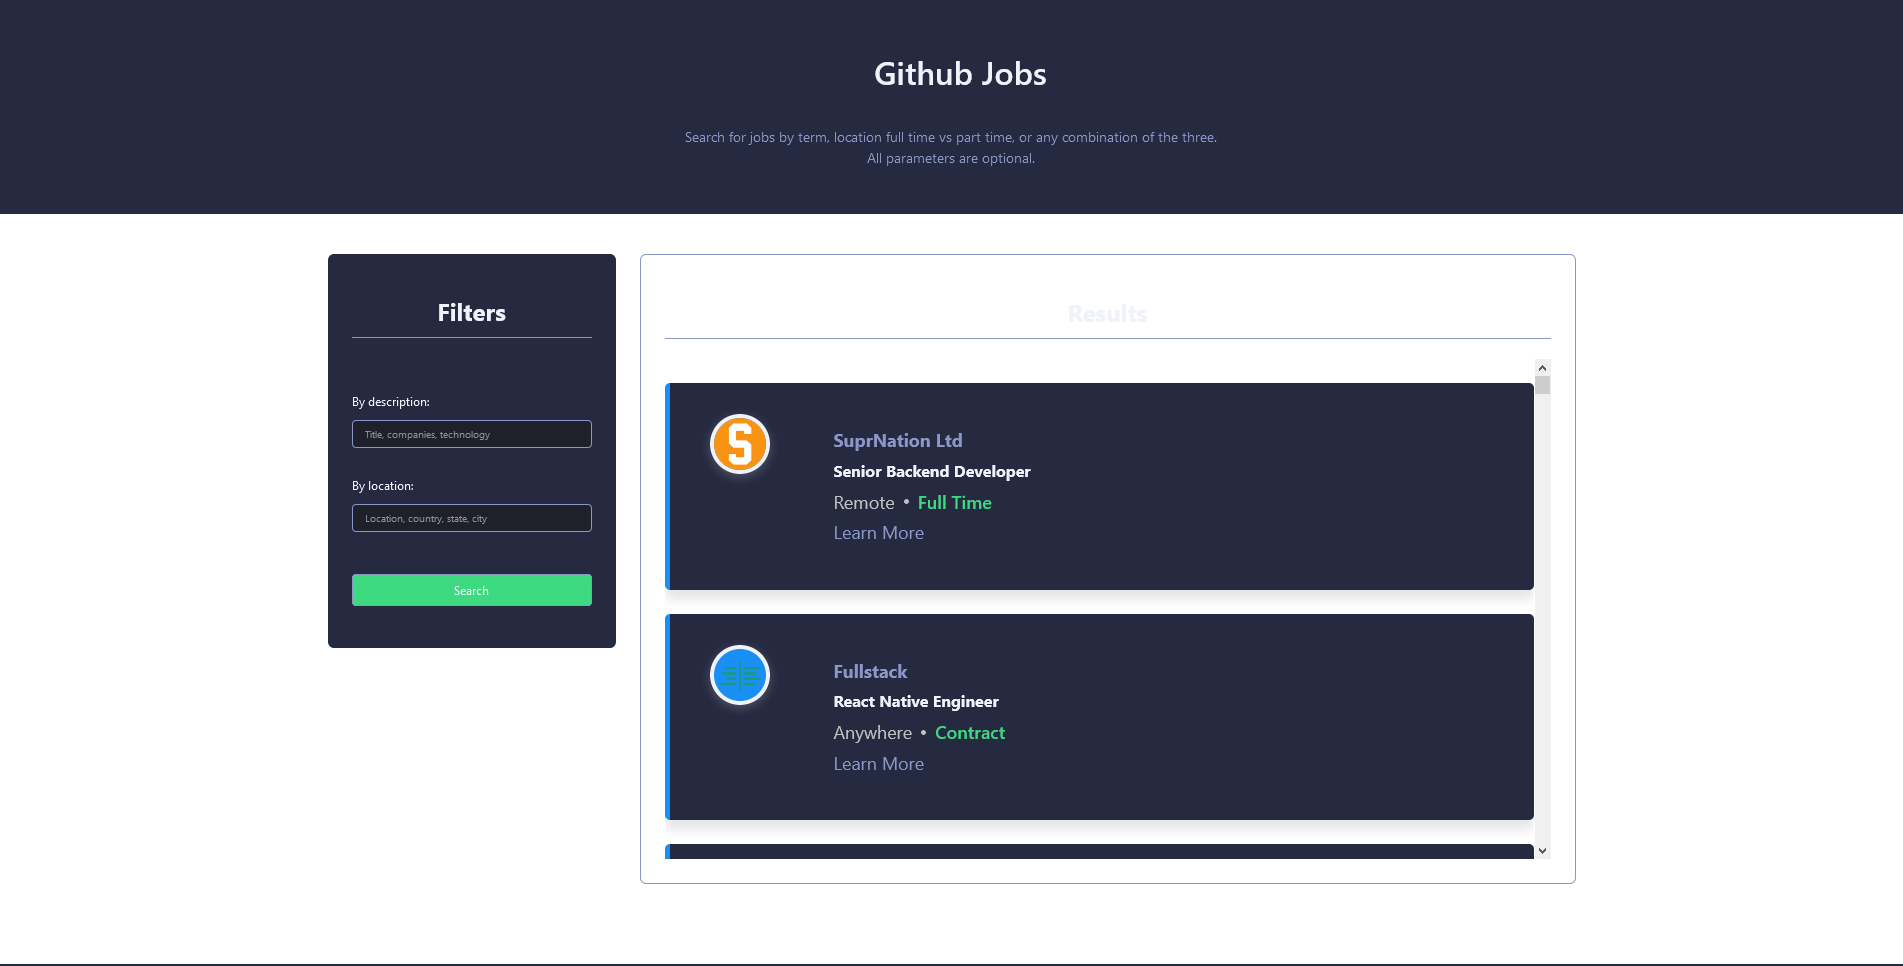 Github Jobs
Search for jobs by term, location full time vs part time, or any combination of the three.
All parameters are optional.
Filters
By description:
Title, companies, technology
By location:
Location, country, state, city
Search
Results
S
SuprNation Ltd
Senior Backend Developer
Remote • Full Time
Learn More
Fullstack
React Native Engineer
Anywhere • Contract
Learn More